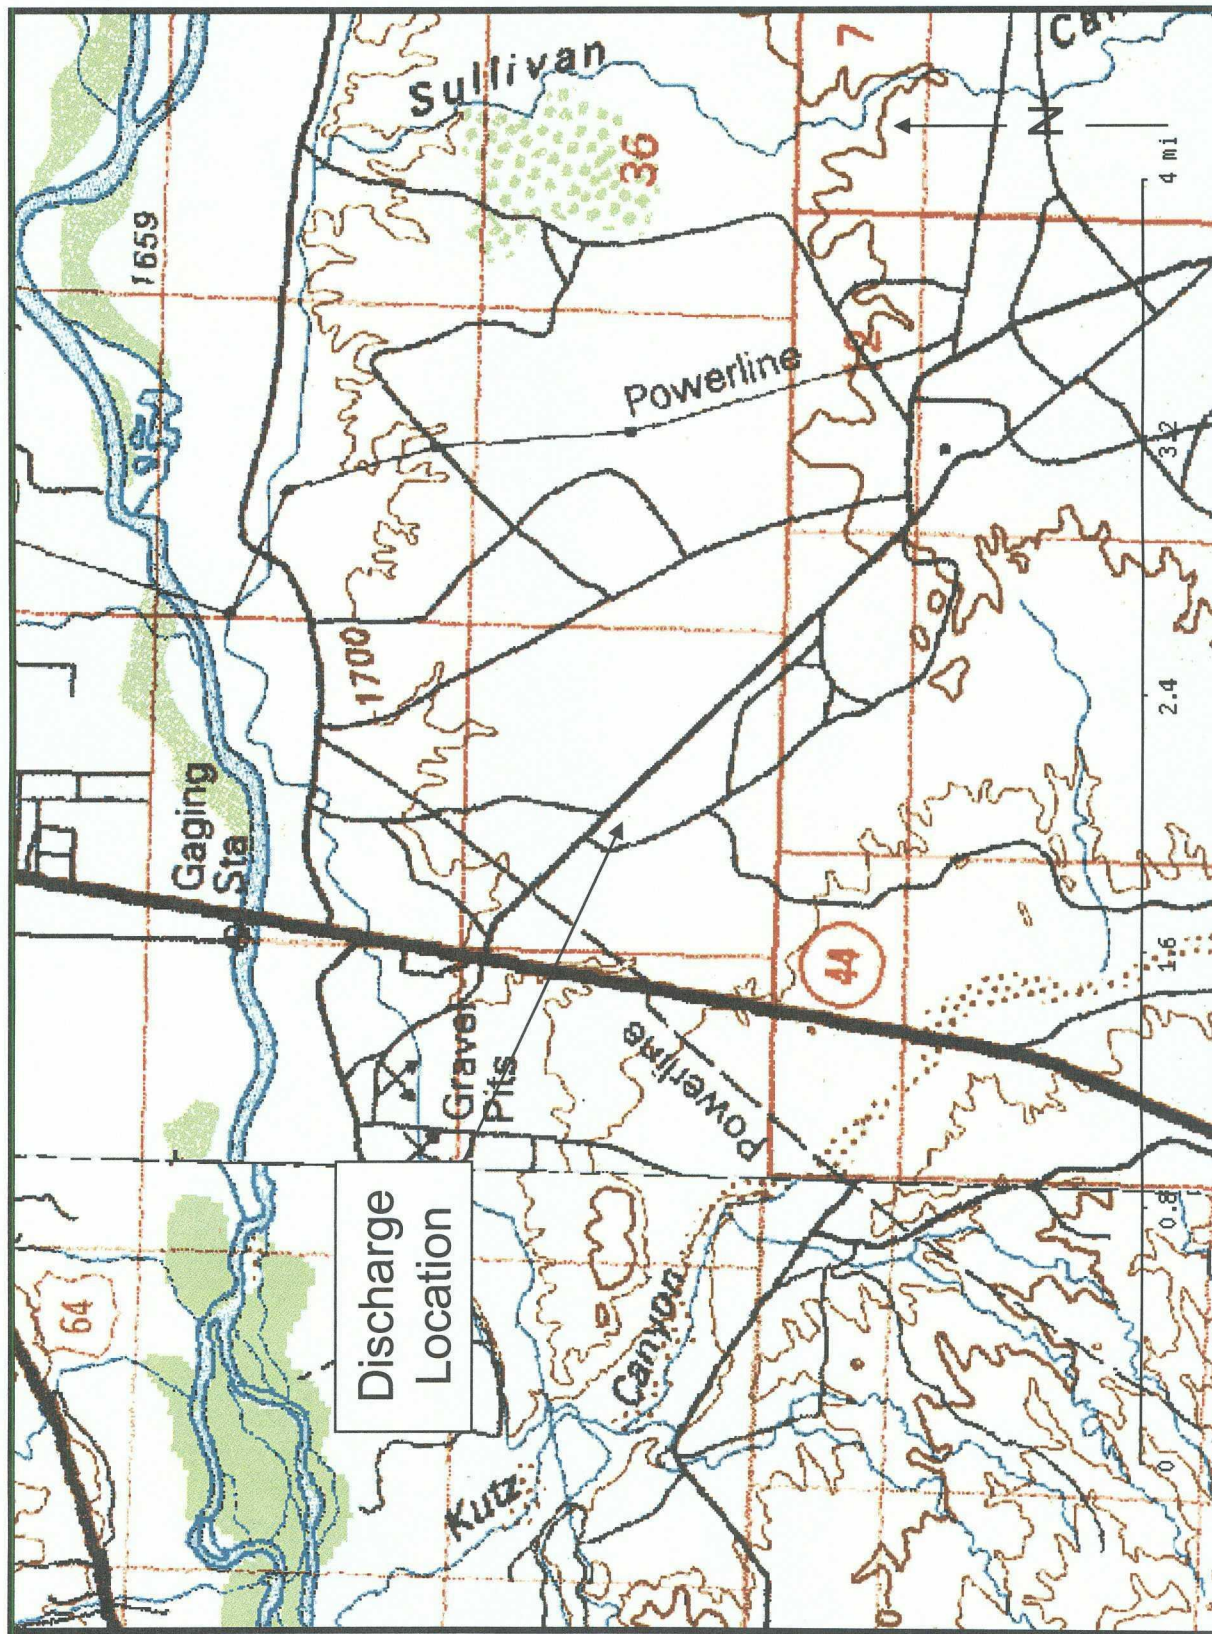 64
Gaging
Sta
1659
Discharge
Location
Gravel
Pits
1700
Sullivan
Kutz
Canyon
Powerline
Powerline
36
44
12
7
N
0
0.8
1.6
2.4
3.2
4 mi